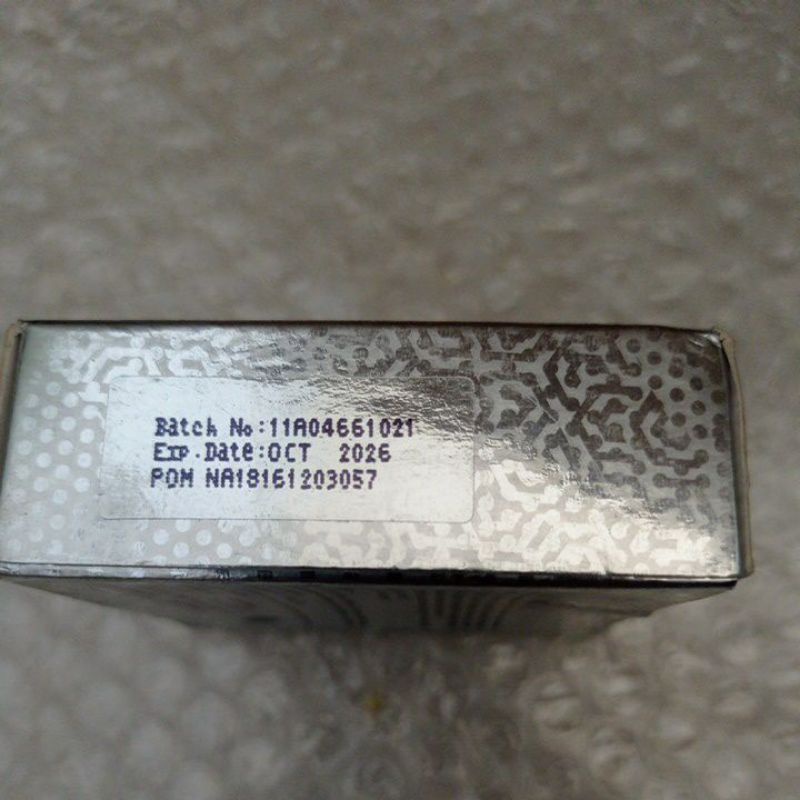 Batch No:11A04661021
Exp.Date:OCT 2026
POM NA18161203057